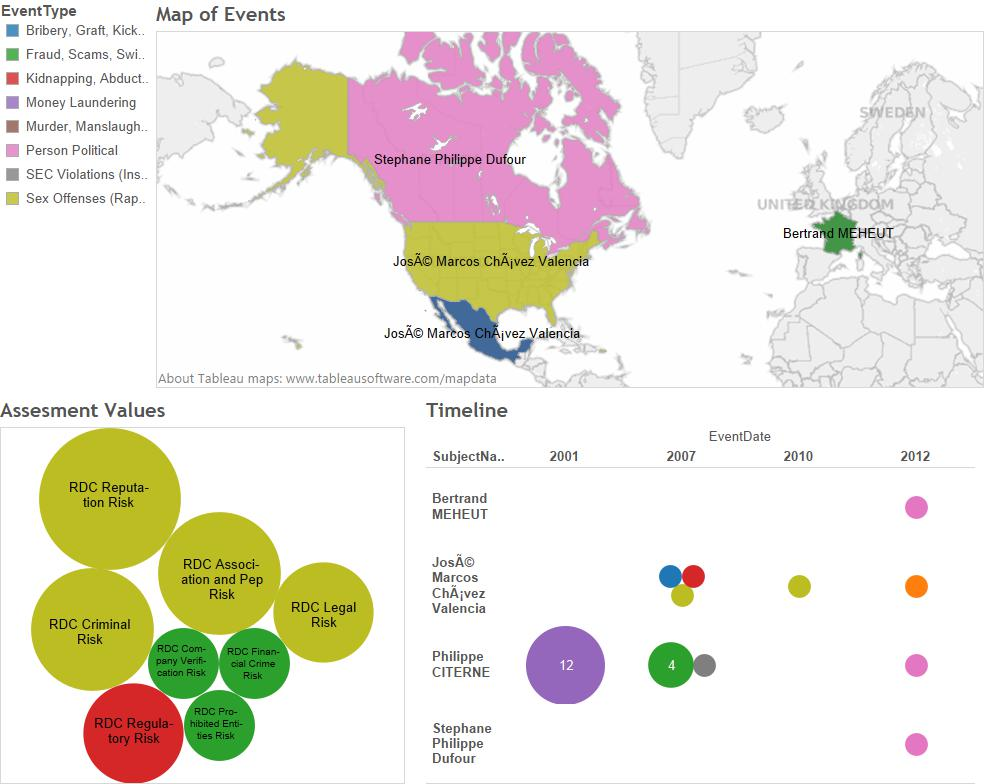 EventType
Bribery, Graft, Kick..
Fraud, Scams, Swi..
Kidnapping, Abduct..
Money Laundering
Murder, Manslaugh..
Person Political
SEC Violations (Ins..
Sex Offenses (Rap..
Map of Events
SWEDEN
UNITED KINGDOM
Stephane Philippe Dufour
Bertrand MEHEUT
JosÃ© Marcos ChÃ¡vez Valencia
JosÃ© Marcos ChÃ¡vez Valencia
About Tableau maps: www.tableausoftware.com/mapdata
Assesment Values
RDC Reputa-
tion Risk
RDC Associ-
ation and Pep
Risk
RDC Legal
Risk
RDC Criminal
Risk
RDC Com-
pany Verifi-
cation Risk
RDC Finan-
cial Crime
Risk
RDC Regula-
tory Risk
RDC Pro-
hibited Enti-
ties Risk
Timeline
EventDate
SubjectNa.. 2001 2007 2010 2012
Bertrand
MEHEUT
JosÃ©
Marcos
ChÃ¡vez
Valencia
Philippe
CITERNE
12 4
Stephane
Philippe
Dufour